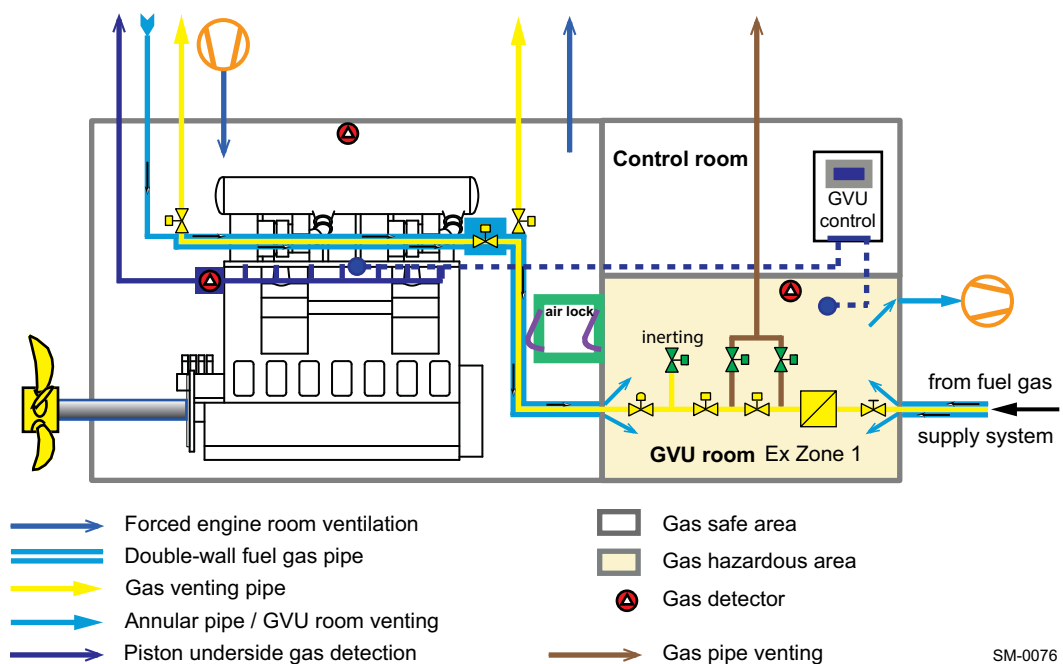 Control room
GVU
control
air lock
inerting
from fuel gas
supply system
GVU room Ex Zone 1
Forced engine room ventilation
Double-wall fuel gas pipe
Gas venting pipe
Annular pipe / GVU room venting
Piston underside gas detection
Gas safe area
Gas hazardous area
Gas detector
Gas pipe venting
SM-0076